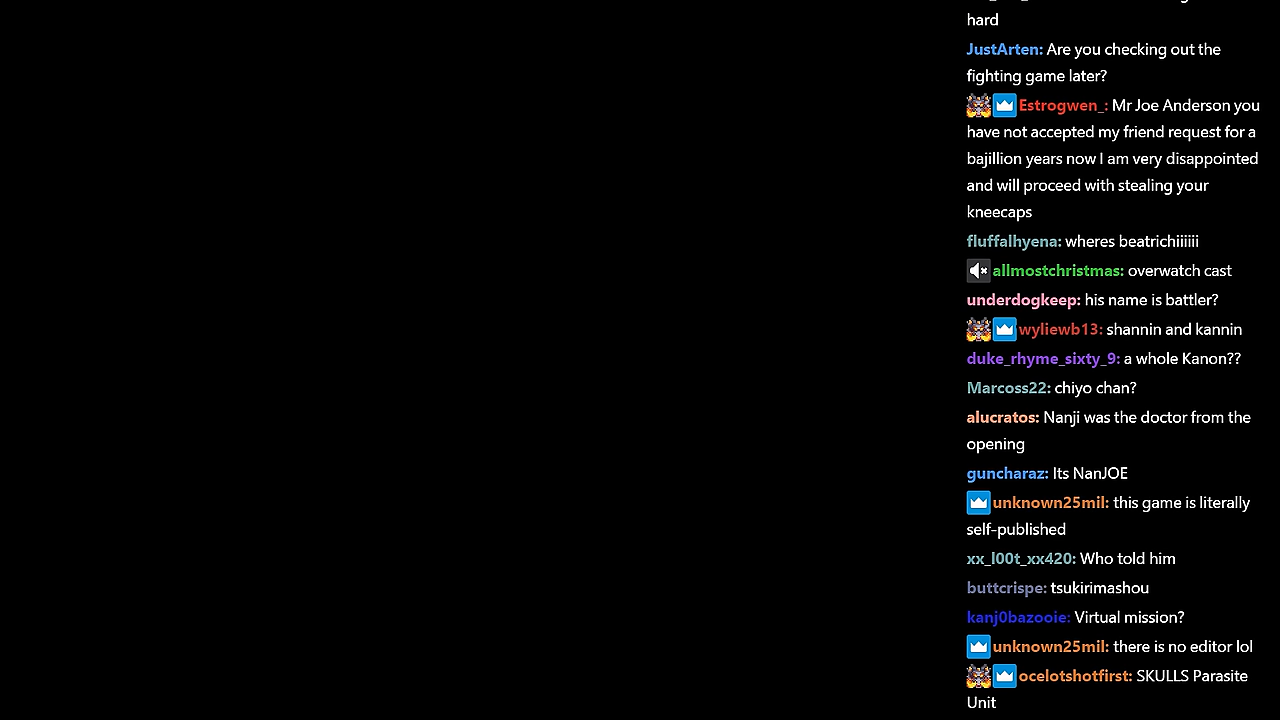 hard
JustArten: Are you checking out the
fighting game later?
Estrogwen_: Mr Joe Anderson you
have not accepted my friend request for a
bajillion years now I am very disappointed
and will proceed with stealing your
kneecaps
fluffalhyena: wheres beatrichiiiiii
allmostchristmas: overwatch cast
underdogkeep: his name is battler?
wyliewb13: shannin and kannin
duke_rhyme_sixty_9: a whole Kanon??
Marcoss22: chiyo chan?
alucratos: Nanji was the doctor from the
opening
guncharaz: Its NanJOE
unknown25mil: this game is literally
self-published
xx_l00t_xx420: Who told him
buttcrispe: tsukirimashou
kanj0bazooie: Virtual mission?
unknown25mil: there is no editor lol
ocelotshotfirst: SKULLS Parasite
Unit